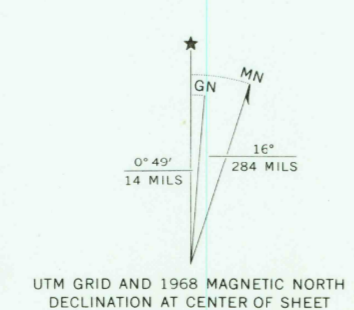 ★
GN
MN
0° 49'
14 MILS
16°
284 MILS
UTM GRID AND 1968 MAGNETIC NORTH
DECLINATION AT CENTER OF SHEET